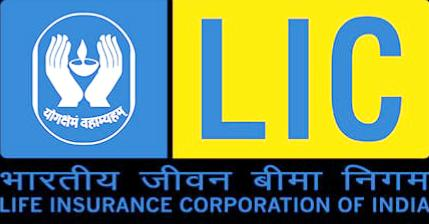 योगक्षेमं वहाम्यहम्
LIC
भारतीय जीवन बीमा निगम
LIFE INSURANCE CORPORATION OF INDIA